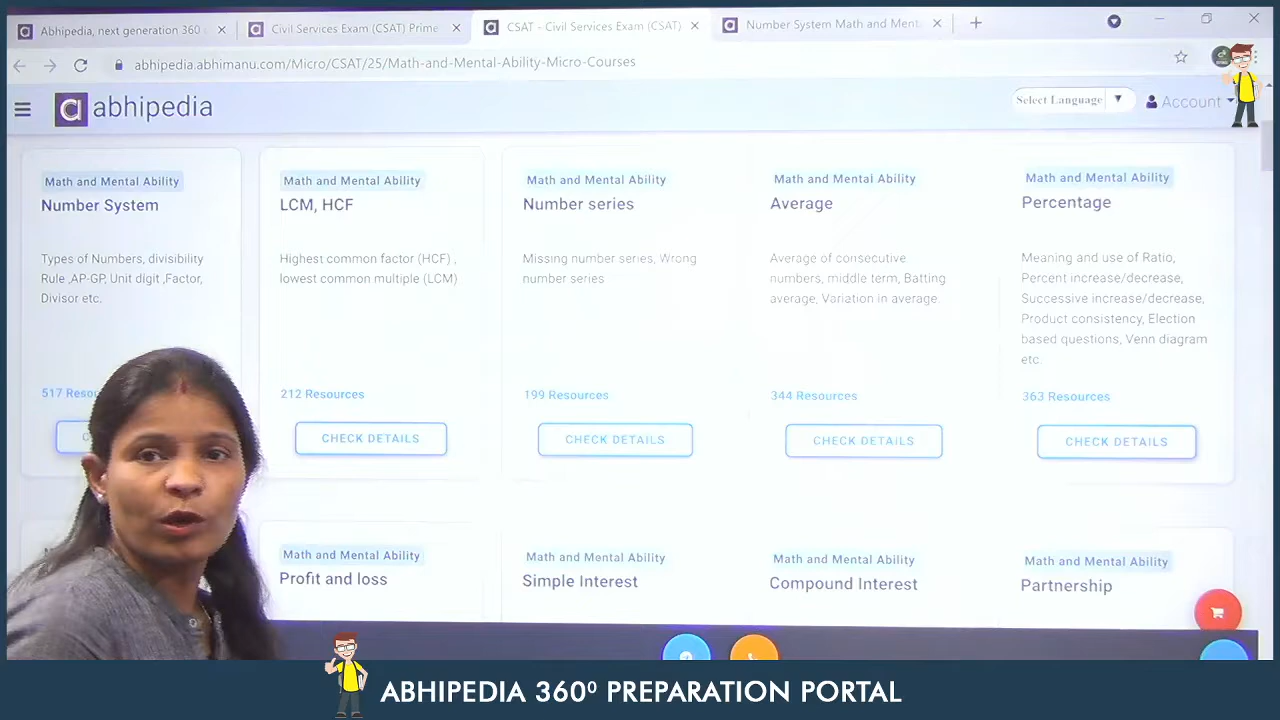 Abhipedia, next generation 360
Civil Services Exam (CSAT) Prime
CSAT - Civil Services Exam (CSAT)
Number System Math and Ment
abhipedia.abhimanu.com/Micro/CSAT/25/Math-and-Mental-Ability-Micro-Courses
a abhipedia
Select Language
Account
Math and Mental Ability
Number System
Types of Numbers, divisibility
Rule ,AP-GP, Unit digit ,Factor,
Divisor etc.
517 Resou
Math and Mental Ability
LCM, HCF
Highest common factor (HCF) ,
lowest common multiple (LCM)
212 Resources
CHECK DETAILS
Math and Mental Ability
Number series
Missing number series, Wrong
number series
199 Resources
CHECK DETAILS
Math and Mental Ability
Average
Average of consecutive
numbers, middle term, Batting
average, Variation in average.
344 Resources
CHECK DETAILS
Math and Mental Ability
Percentage
Meaning and use of Ratio,
Percent increase/decrease,
Successive increase/decrease,
Product consistency, Election
based questions, Venn diagram
etc.
363 Resources
CHECK DETAILS
Math and Mental Ability
Profit and loss
Math and Mental Ability
Simple Interest
Math and Mental Ability
Compound Interest
Math and Mental Ability
Partnership
ABHIPEDIA 360⁰ PREPARATION PORTAL